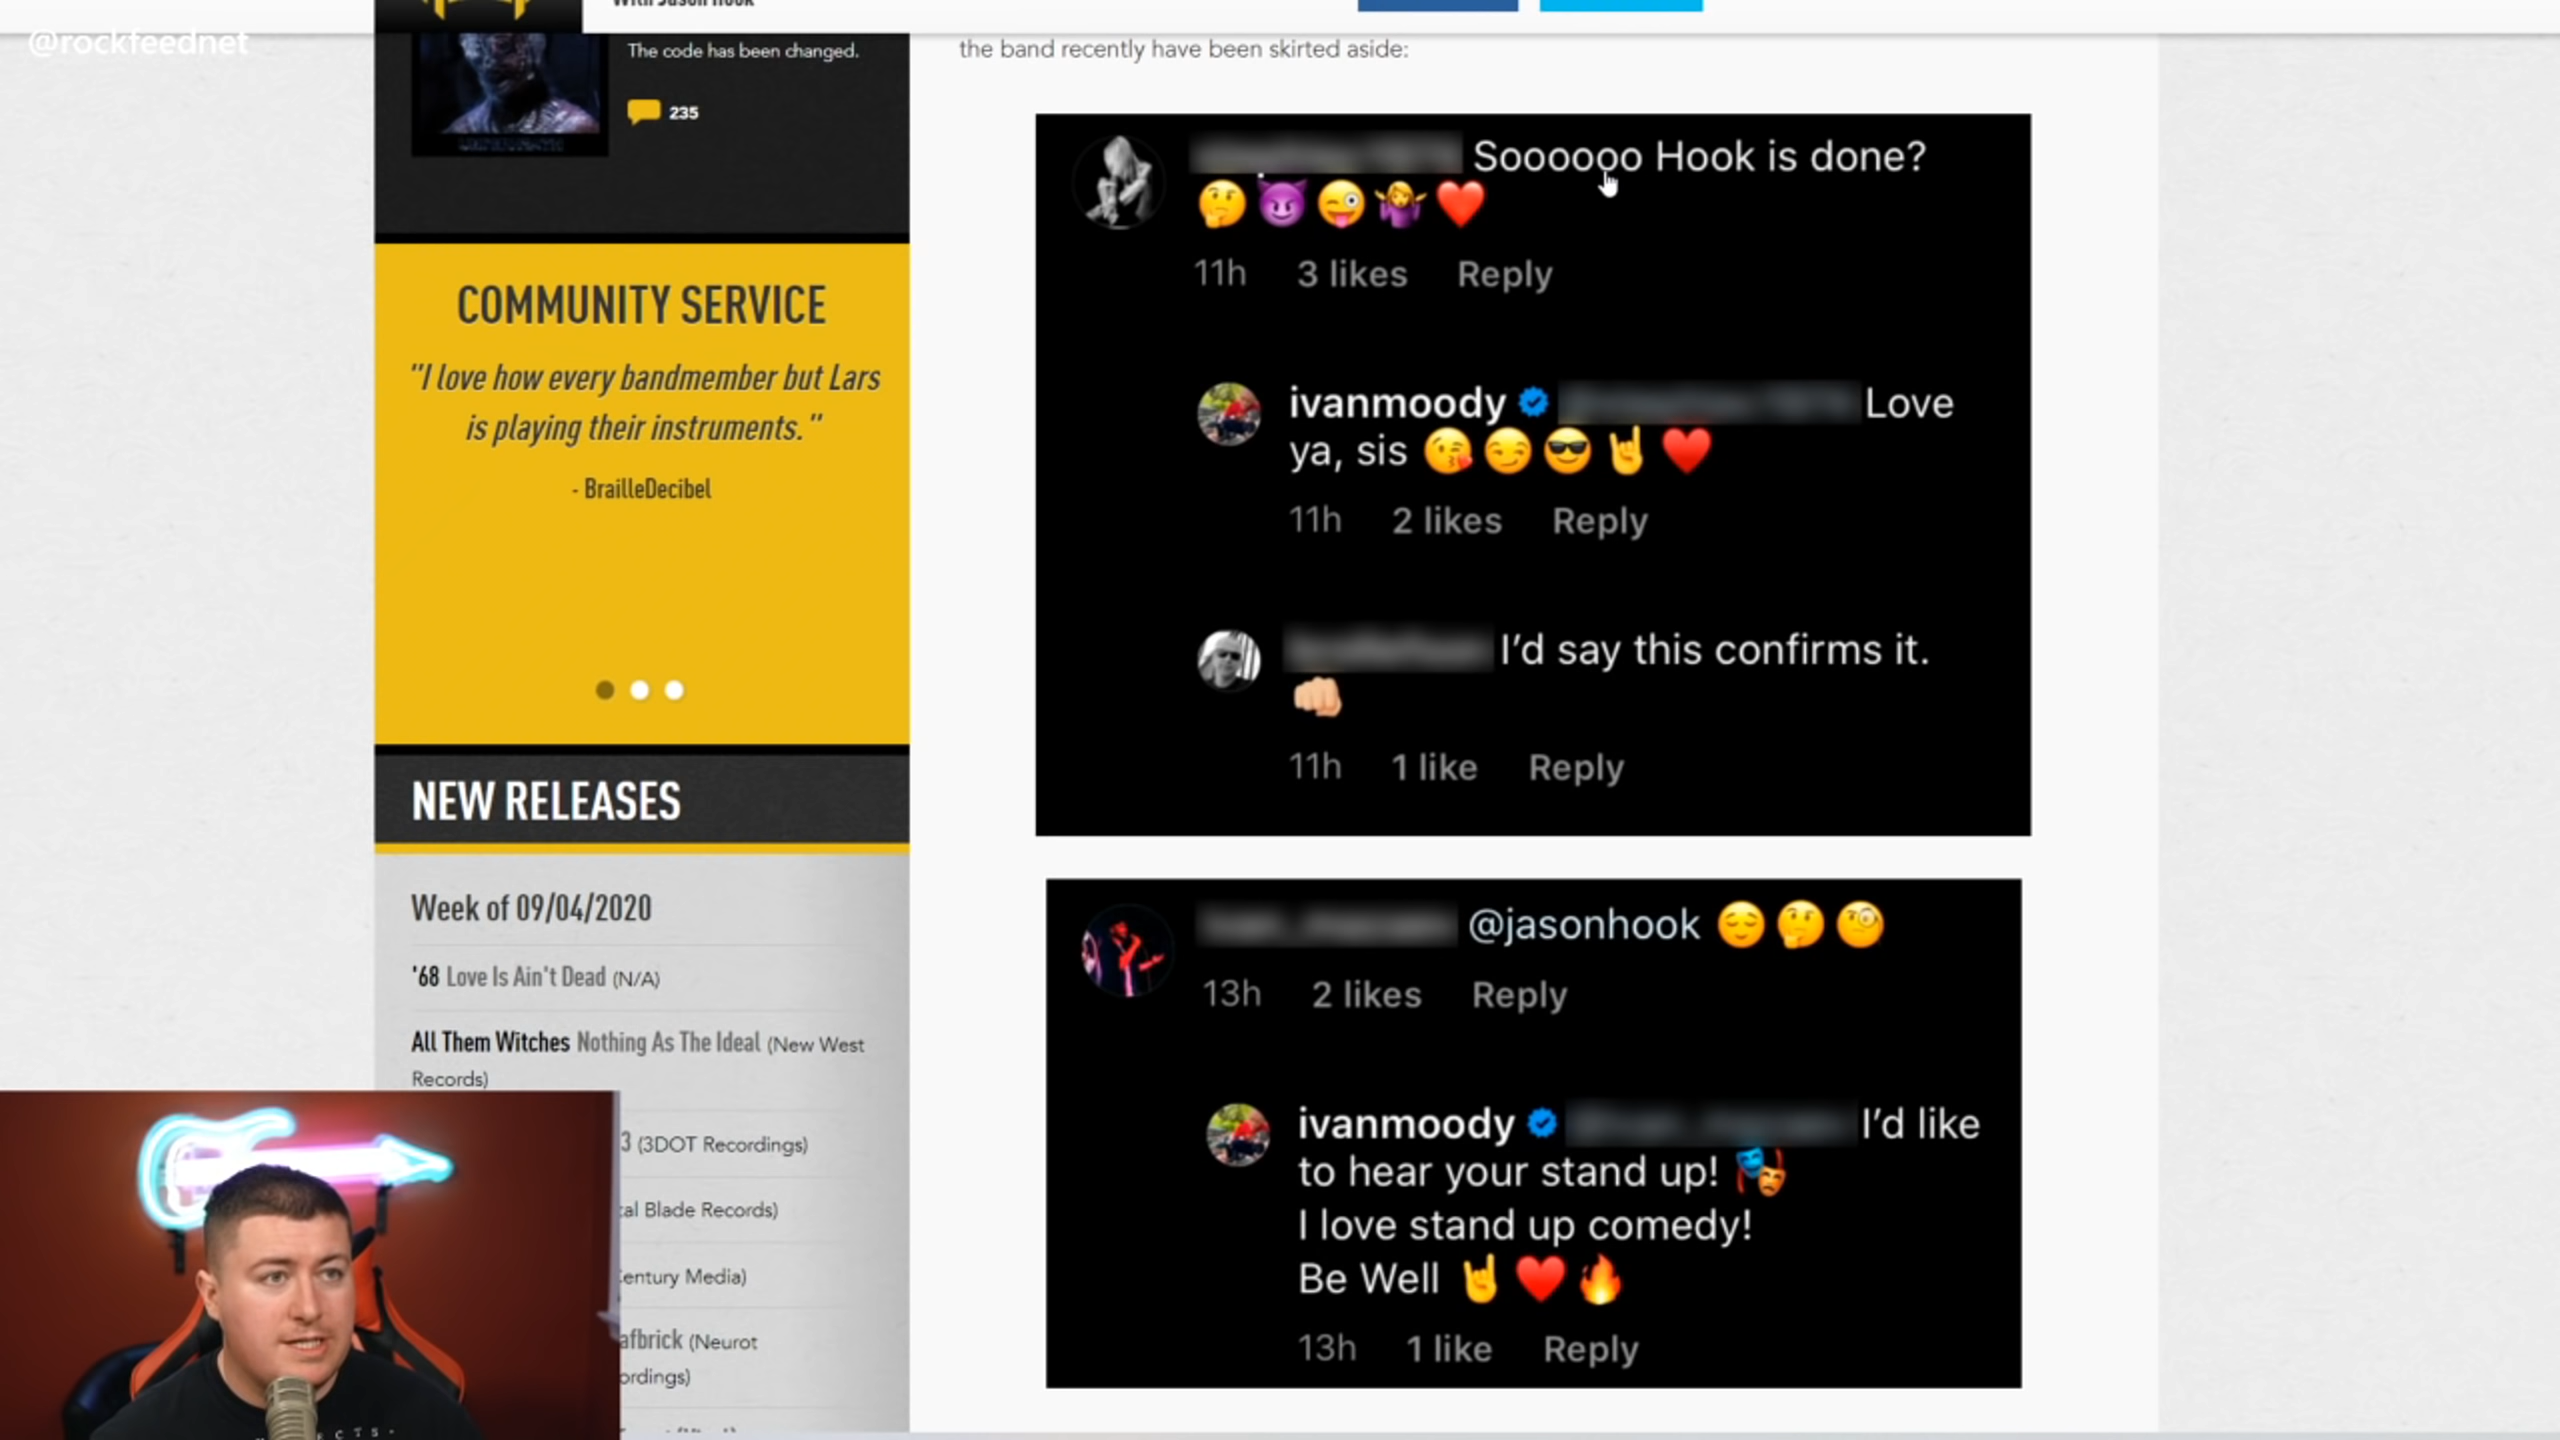 With Jason Hook
@rockfeednet
The code has been changed.
235
COMMUNITY SERVICE
"I love how every bandmember but Lars
is playing their instruments."
- BrailleDecibel
NEW RELEASES
Week of 09/04/2020
'68 Love Is Ain't Dead (N/A)
All Them Witches Nothing As The Ideal (New West
Records)
3 (3DOT Recordings)
tal Blade Records)
Century Media)
afbrick (Neurot
ordings)
the band recently have been skirted aside:
Soooooo Hook is done?
🤔😈😜🤷‍♀️❤️
11h 3 likes Reply
ivanmoody Love
ya, sis 😘😏😎🤘❤️
11h 2 likes Reply
I'd say this confirms it.
👊🏼
11h 1 like Reply
@jasonhook 😌🤔🧐
13h 2 likes Reply
ivanmoody I'd like
to hear your stand up! 🎭
I love stand up comedy!
Be Well 🤘❤️🔥
13h 1 like Reply